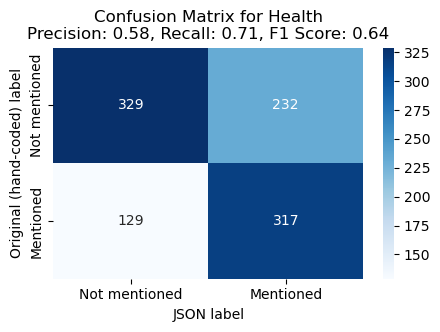 Confusion Matrix for Health
Precision: 0.58, Recall: 0.71, F1 Score: 0.64
Original (hand-coded) label
Not mentioned
Mentioned
329
232
129
317
Not mentioned
Mentioned
JSON label
325
300
275
250
225
200
175
150